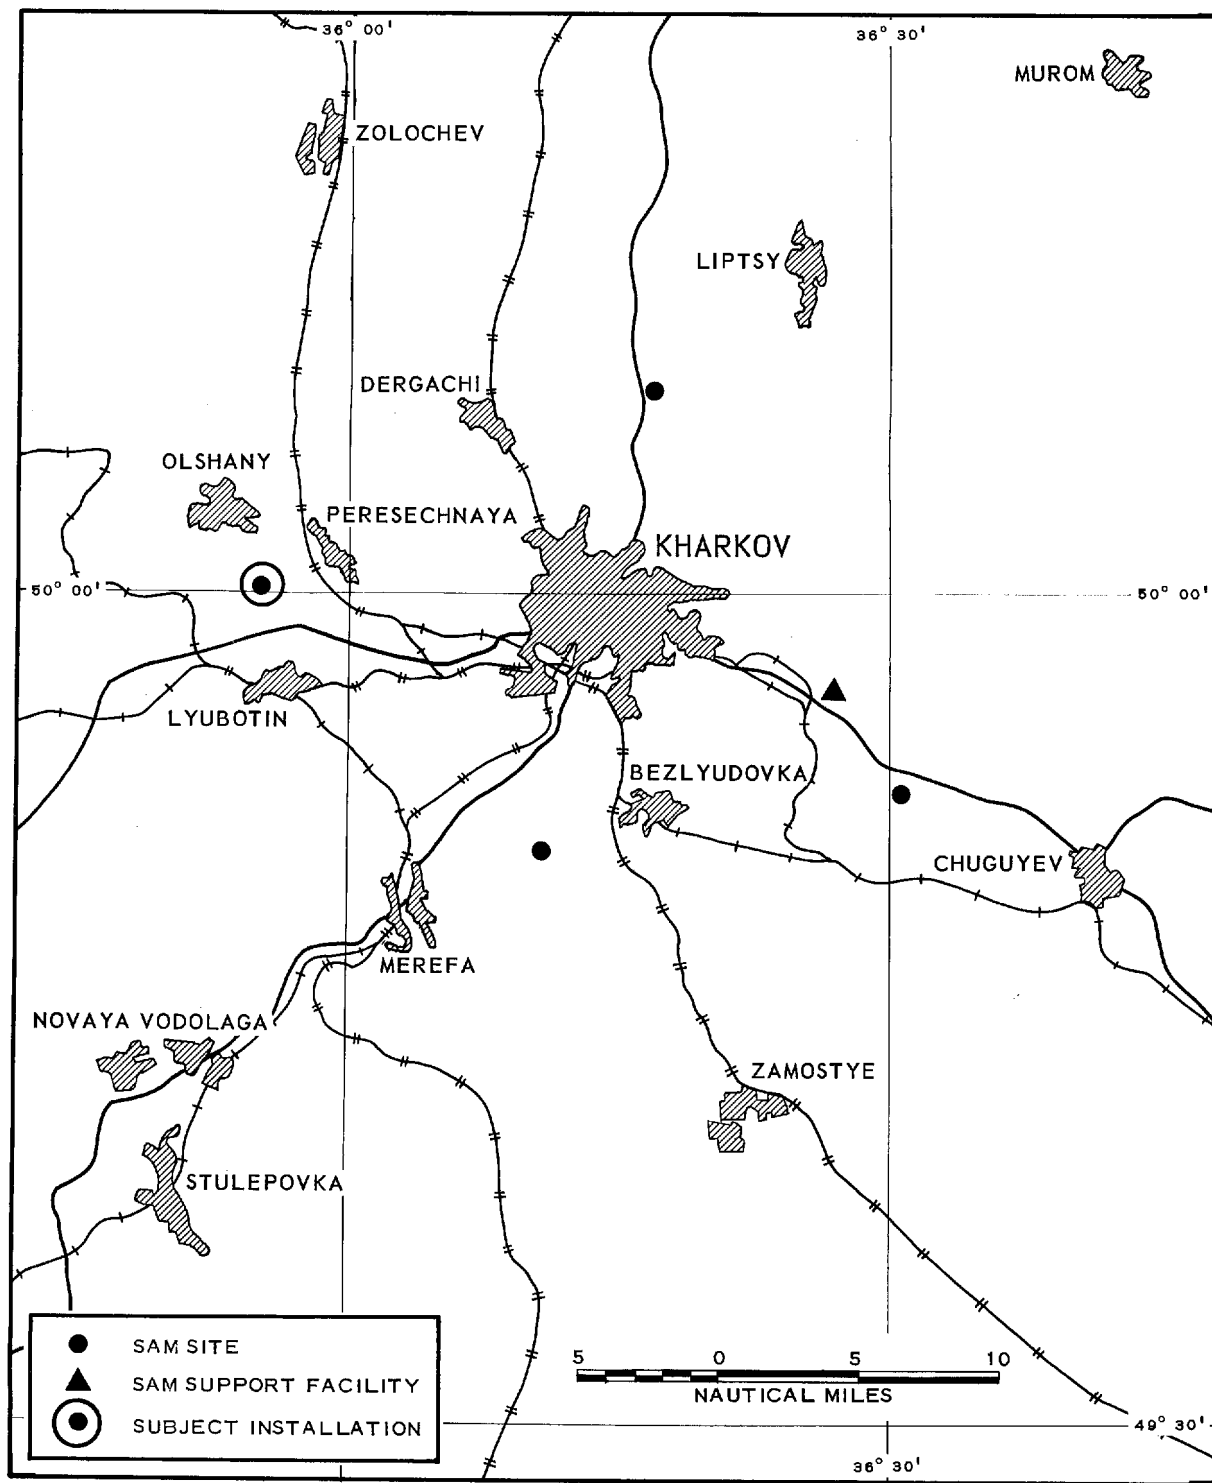 36° 00'
36° 30'
MUROM
ZOLOCHEV
LIPTSY
DERGACHI
OLSHANY
PERESECHNAYA
KHARKOV
50° 00'
50° 00'
LYUBOTIN
BEZLYUDOVKA
CHUGUYEV
MEREFA
NOVAYA VODOLAGA
ZAMOSTYE
STULEPOVKA
SAM SITE
SAM SUPPORT FACILITY
SUBJECT INSTALLATION
5 0 5 10
NAUTICAL MILES
49° 30'
36° 30'